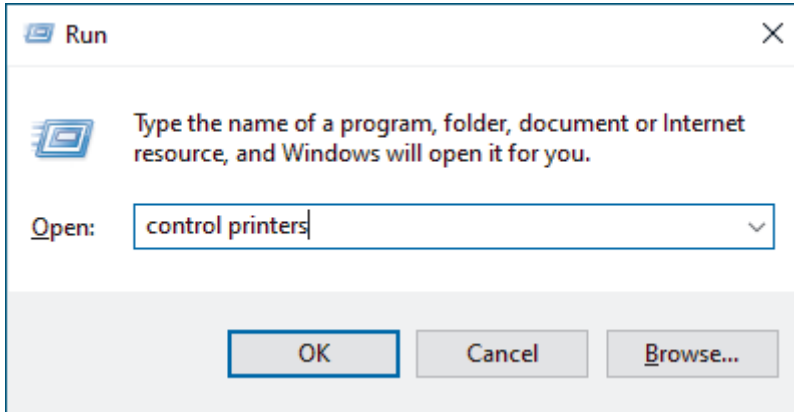 Run
Type the name of a program, folder, document or Internet
resource, and Windows will open it for you.
Open: control printers
OK Cancel Browse...